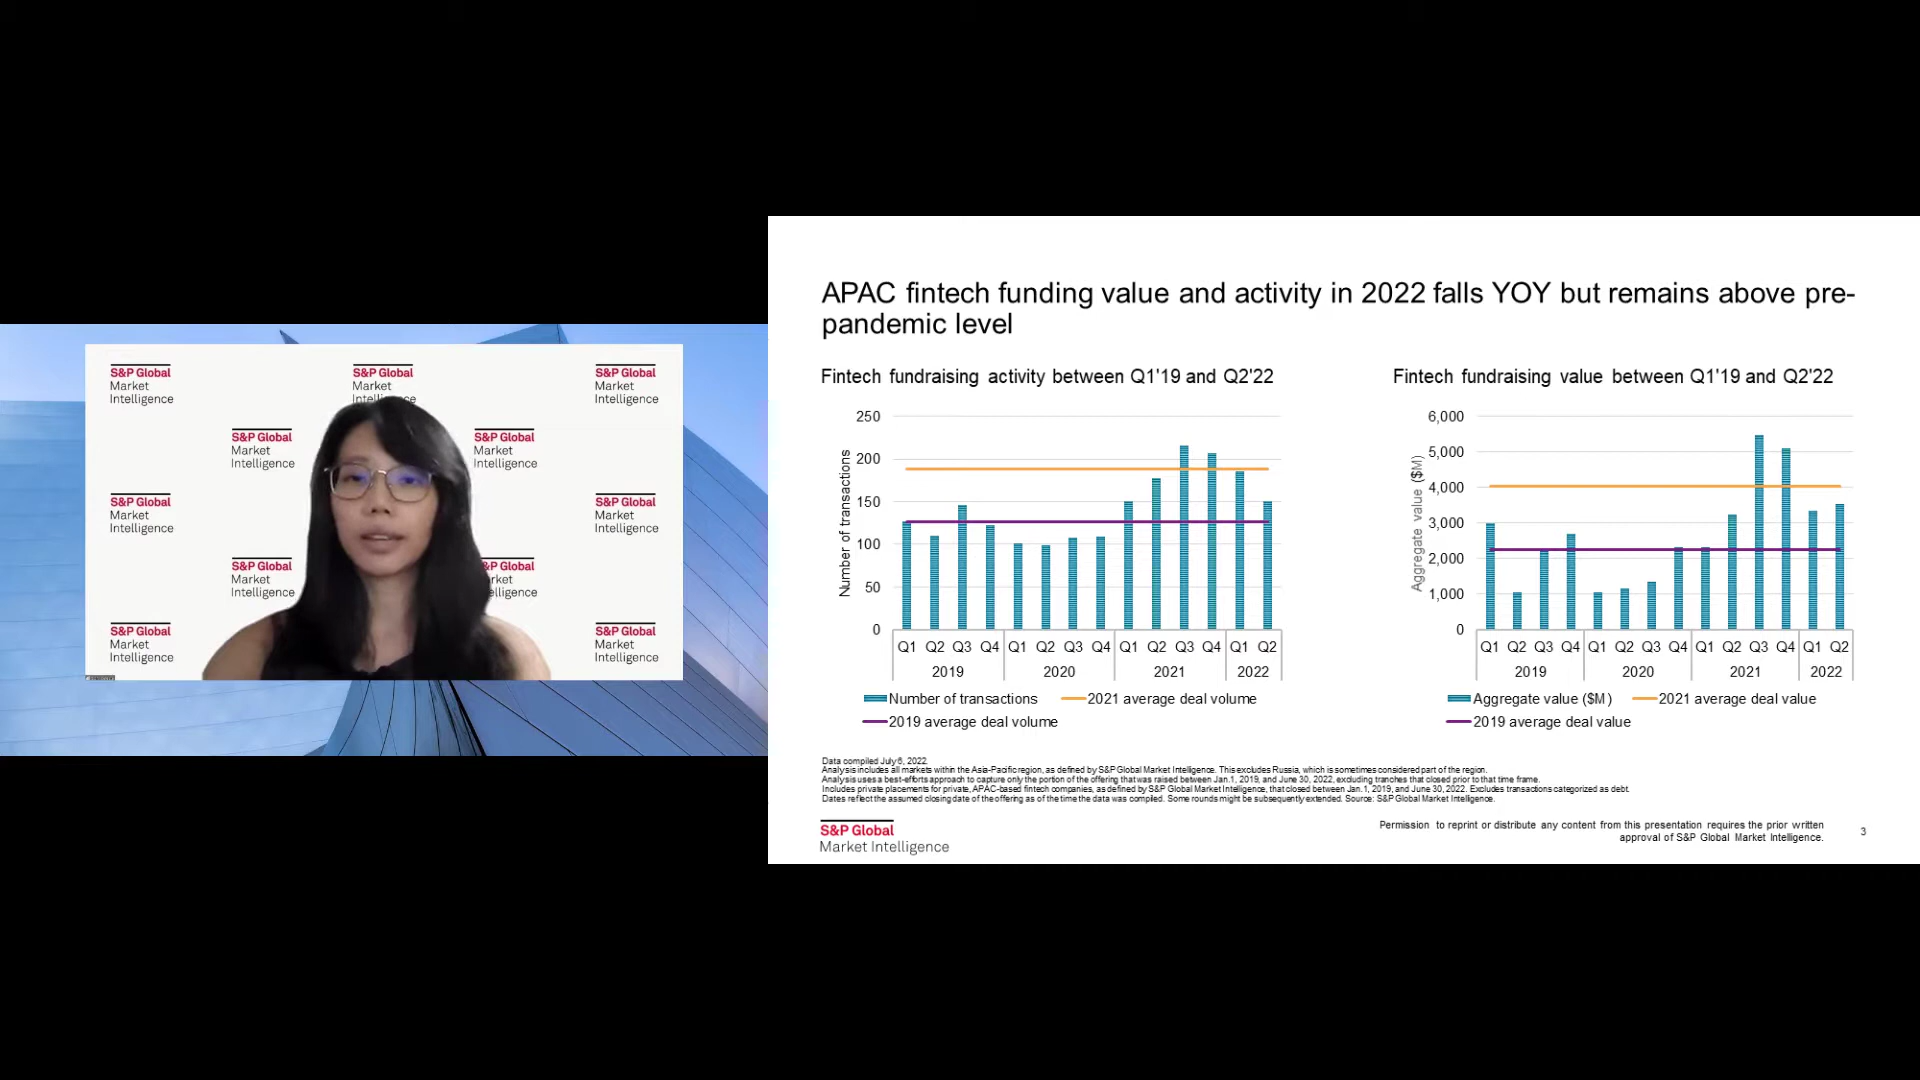 S&P Global
Market
Intelligence
S&P Global
Market
Intelligence
S&P Global
Market
Intelligence
S&P Global
Market
Intelligence
S&P Global
Market
Intelligence
S&P Global
Market
Intelligence
S&P Global
Market
Intelligence
S&P Global
Market
Intelligence
S&P Global
rket
elligence
S&P Global
Market
Intelligence
S&P Global
Market
Intelligence
APAC fintech funding value and activity in 2022 falls YOY but remains above pre-
pandemic level
Fintech fundraising activity between Q1'19 and Q2'22
Number of transactions
250
200
150
100
50
0
Q1 Q2 Q3 Q4 Q1 Q2 Q3 Q4 Q1 Q2 Q3 Q4 Q1 Q2
2019 2020 2021 2022
Number of transactions 2021 average deal volume
2019 average deal volume
Fintech fundraising value between Q1'19 and Q2'22
Aggregate value ($M)
6,000
5,000
4,000
3,000
2,000
1,000
0
Q1 Q2 Q3 Q4 Q1 Q2 Q3 Q4 Q1 Q2 Q3 Q4 Q1 Q2
2019 2020 2021 2022
Aggregate value ($M) 2021 average deal value
2019 average deal value
Data compiled July 6, 2022.
Analysis includes all markets within the Asia-Pacific region, as defined by S&P Global Market Intelligence. This excludes Russia, which is sometimes considered part of the region.
Analysis uses a best-efforts approach to capture only the portion of the offering that was raised between Jan.1, 2019, and June 30, 2022, excluding tranches that closed prior to that time frame.
Includes private placements for private, APAC-based fintech companies, as defined by S&P Global Market Intelligence, that closed between Jan. 1, 2019, and June 30, 2022. Excludes transactions categorized as debt.
Dates reflect the assumed closing date of the offering as of the time the data was compiled. Some rounds might be subsequently extended. Source: S&P Global Market Intelligence.
S&P Global
Market Intelligence
Permission to reprint or distribute any content from this presentation requires the prior written
approval of S&P Global Market Intelligence.
3